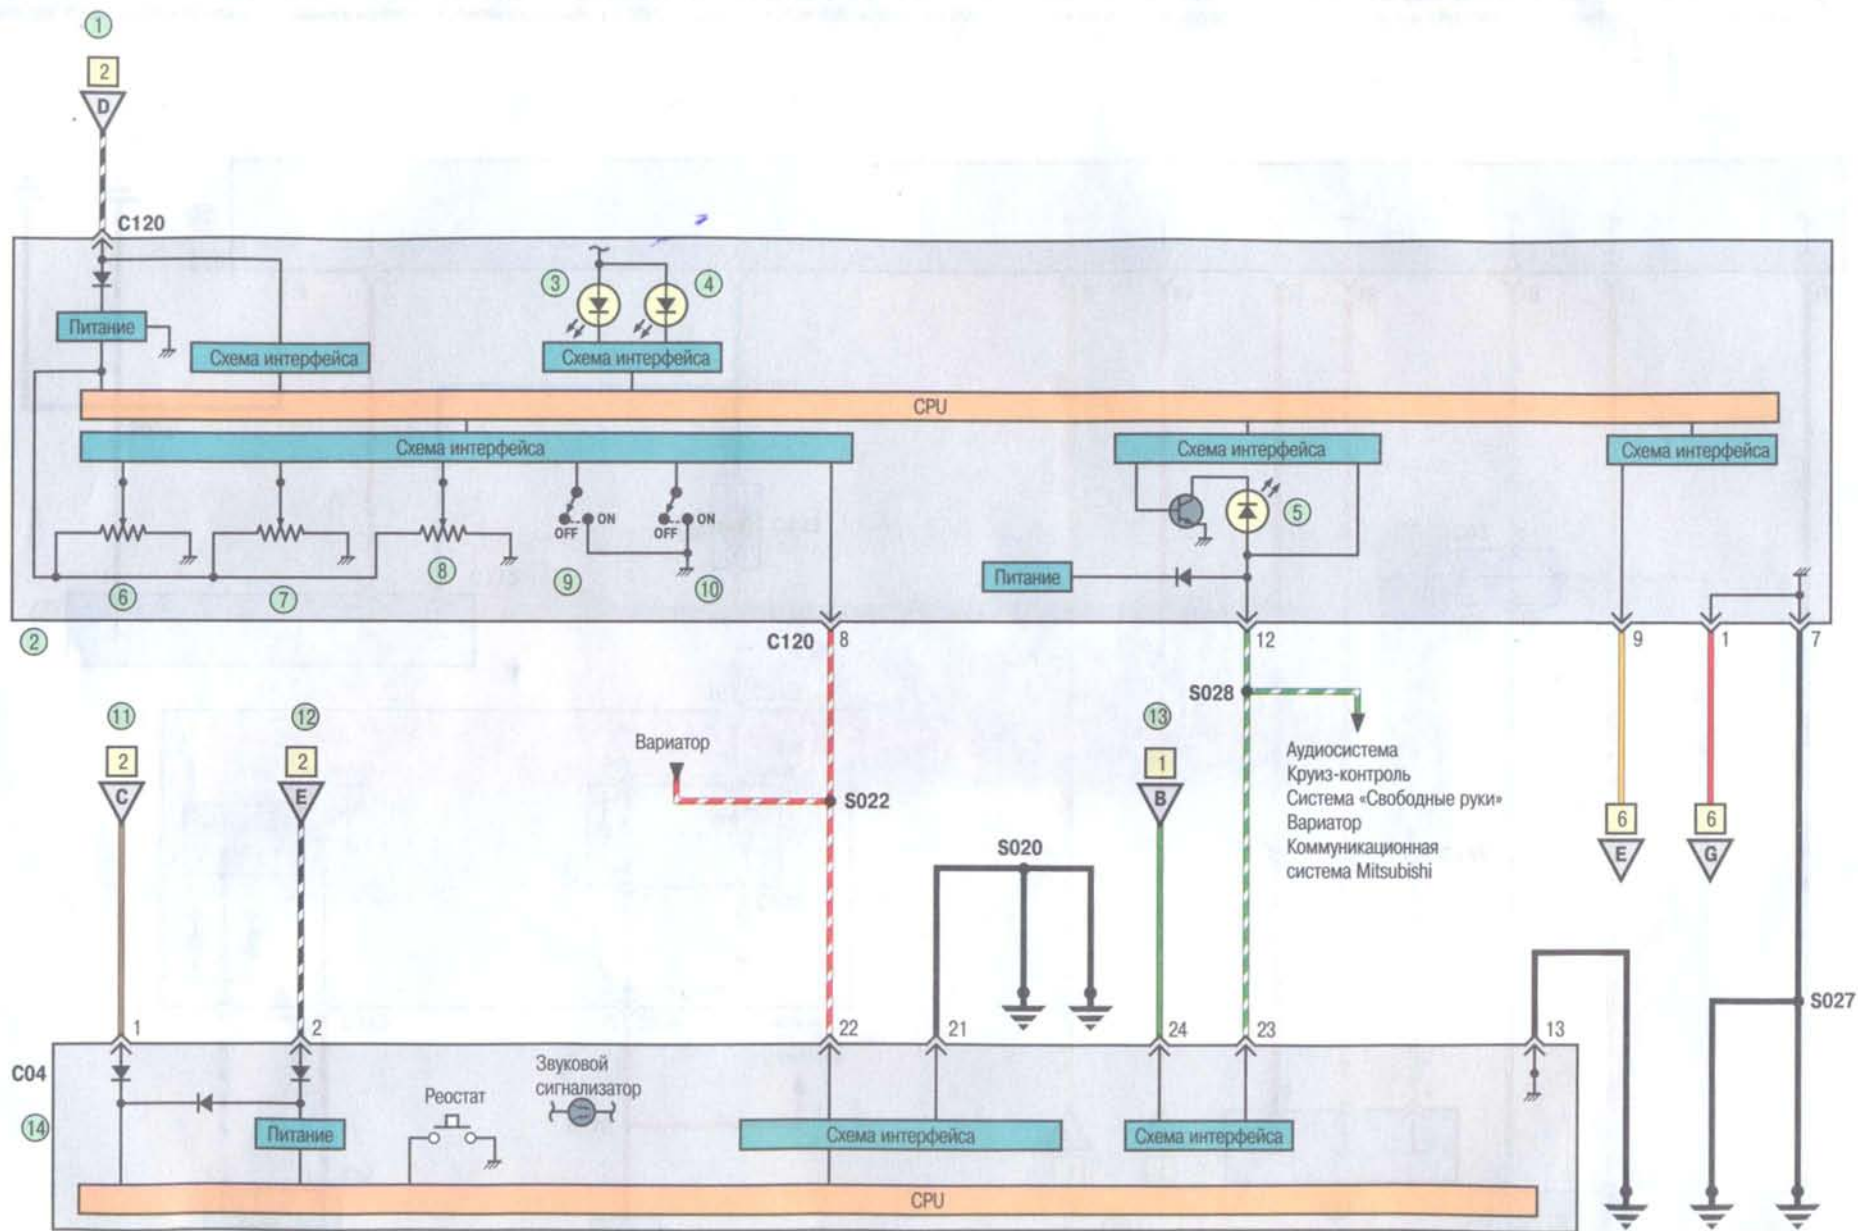 1
2
D
C120
3
4
Питание
Схема интерфейса
Схема интерфейса
CPU
Схема интерфейса
Схема интерфейса
Схема интерфейса
5
OFF
ON
OFF
ON
6
7
8
9
10
Питание
2
C120
8
12
9
1
7
11
12
13
S028
2
2
Вариатор
1
C
E
B
S022
Аудиосистема
Круиз-контроль
Система «Свободные руки»
Вариатор
Коммуникационная
система Mitsubishi
6
6
E
G
S020
S027
1
2
22
21
24
23
13
C04
14
Реостат
Звуковой
сигнализатор
Питание
Схема интерфейса
Схема интерфейса
CPU